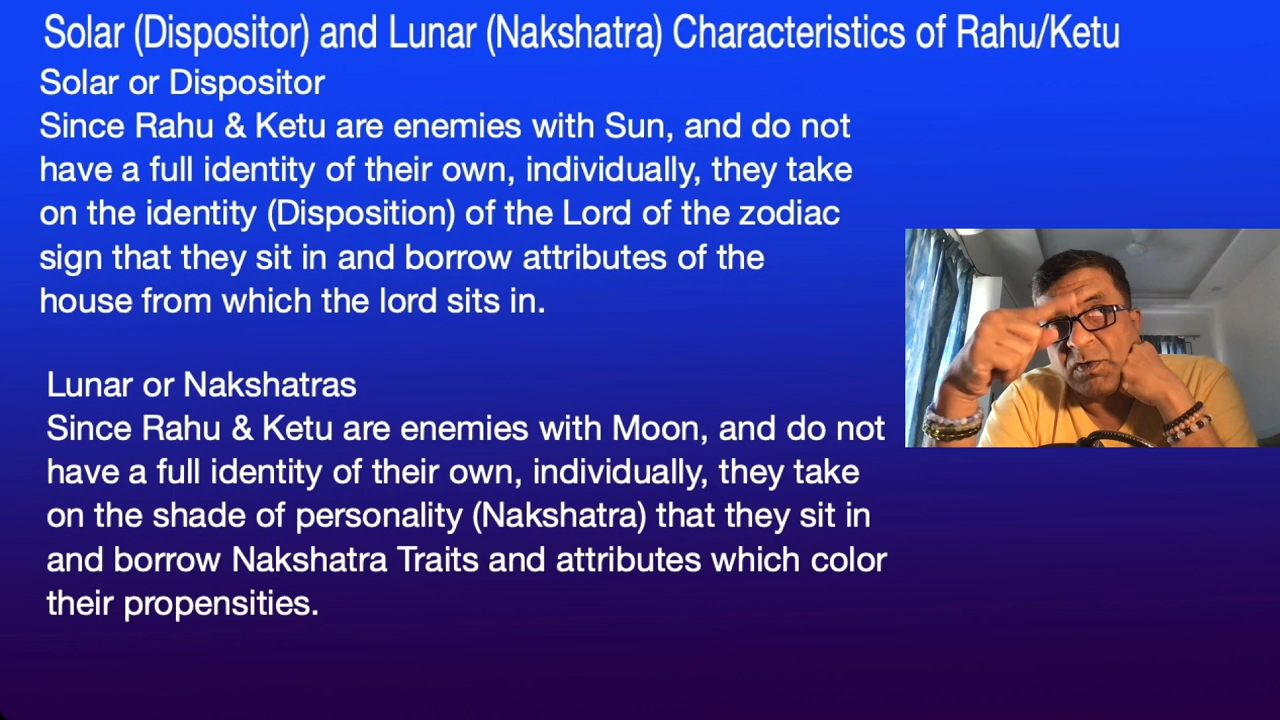 Solar (Dispositor) and Lunar (Nakshatra) Characteristics of Rahu/Ketu
Solar or Dispositor
Since Rahu & Ketu are enemies with Sun, and do not
have a full identity of their own, individually, they take
on the identity (Disposition) of the Lord of the zodiac
sign that they sit in and borrow attributes of the
house from which the lord sits in.
Lunar or Nakshatras
Since Rahu & Ketu are enemies with Moon, and do not
have a full identity of their own, individually, they take
on the shade of personality (Nakshatra) that they sit in
and borrow Nakshatra Traits and attributes which color
their propensities.